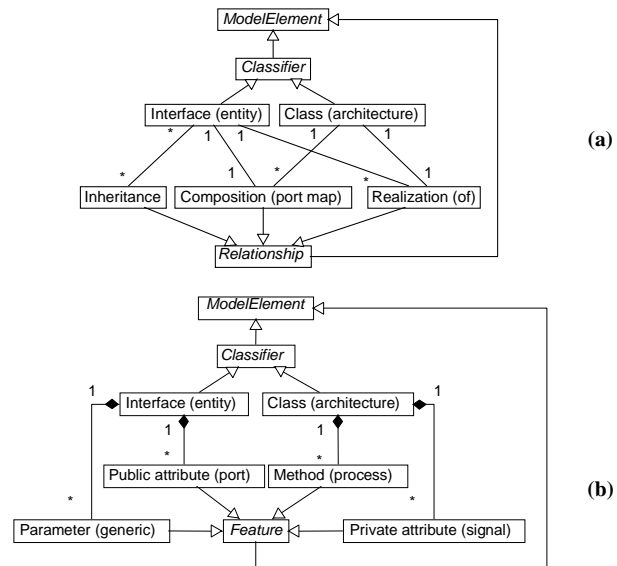 ModelElement
Classifier
Interface (entity)
Class (architecture)
* 1 1 1 1
(a)
* 1 * * 1
Inheritance
Composition (port map)
Realization (of)
Relationship
ModelElement
Classifier
1
Interface (entity)
Class (architecture)
1
1 1
* *
Public attribute (port)
Method (process)
* *
(b)
Parameter (generic)
Feature
Private attribute (signal)